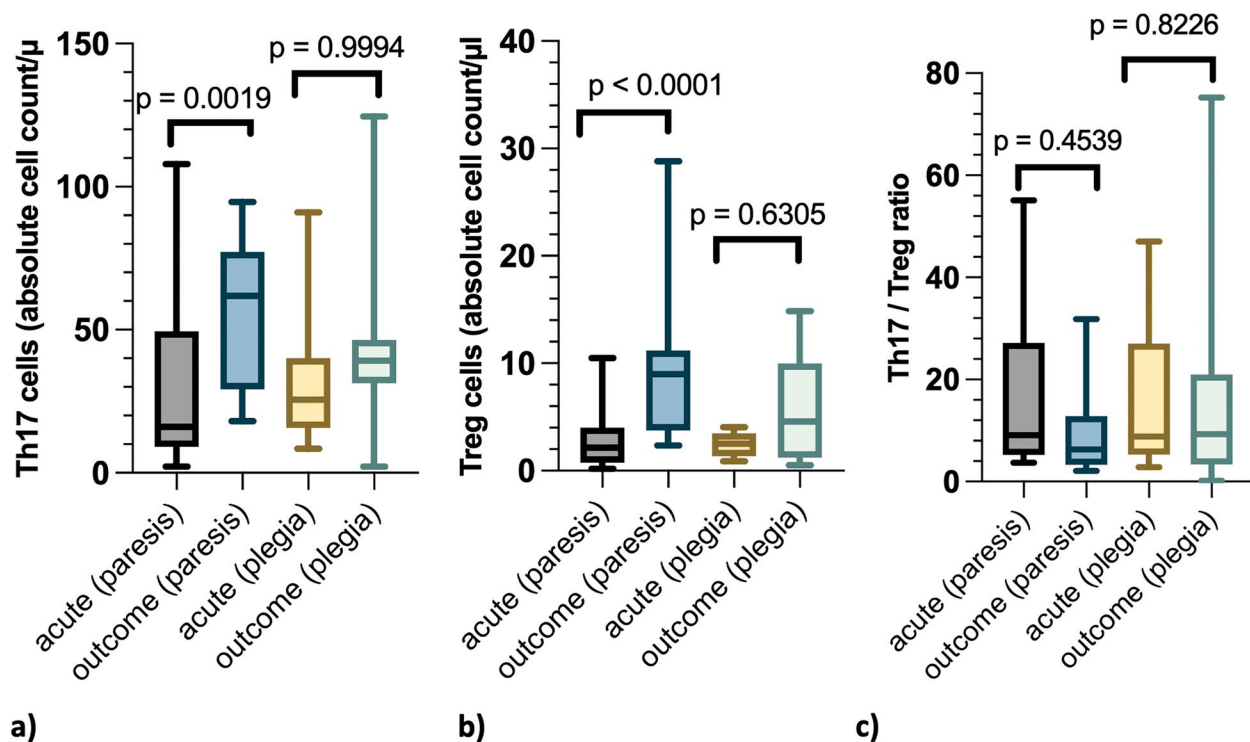 Th17 cells (absolute cell count/µ
150
100
50
0
p = 0.0019
p = 0.9994
acute (paresis)
outcome (paresis)
acute (plegia)
outcome (plegia)
a)
Treg cells (absolute cell count/µl
40
30
20
10
0
p < 0.0001
p = 0.6305
acute (paresis)
outcome (paresis)
acute (plegia)
outcome (plegia)
b)
Th17 / Treg ratio
80
60
40
20
0
p = 0.4539
p = 0.8226
acute (paresis)
outcome (paresis)
acute (plegia)
outcome (plegia)
c)